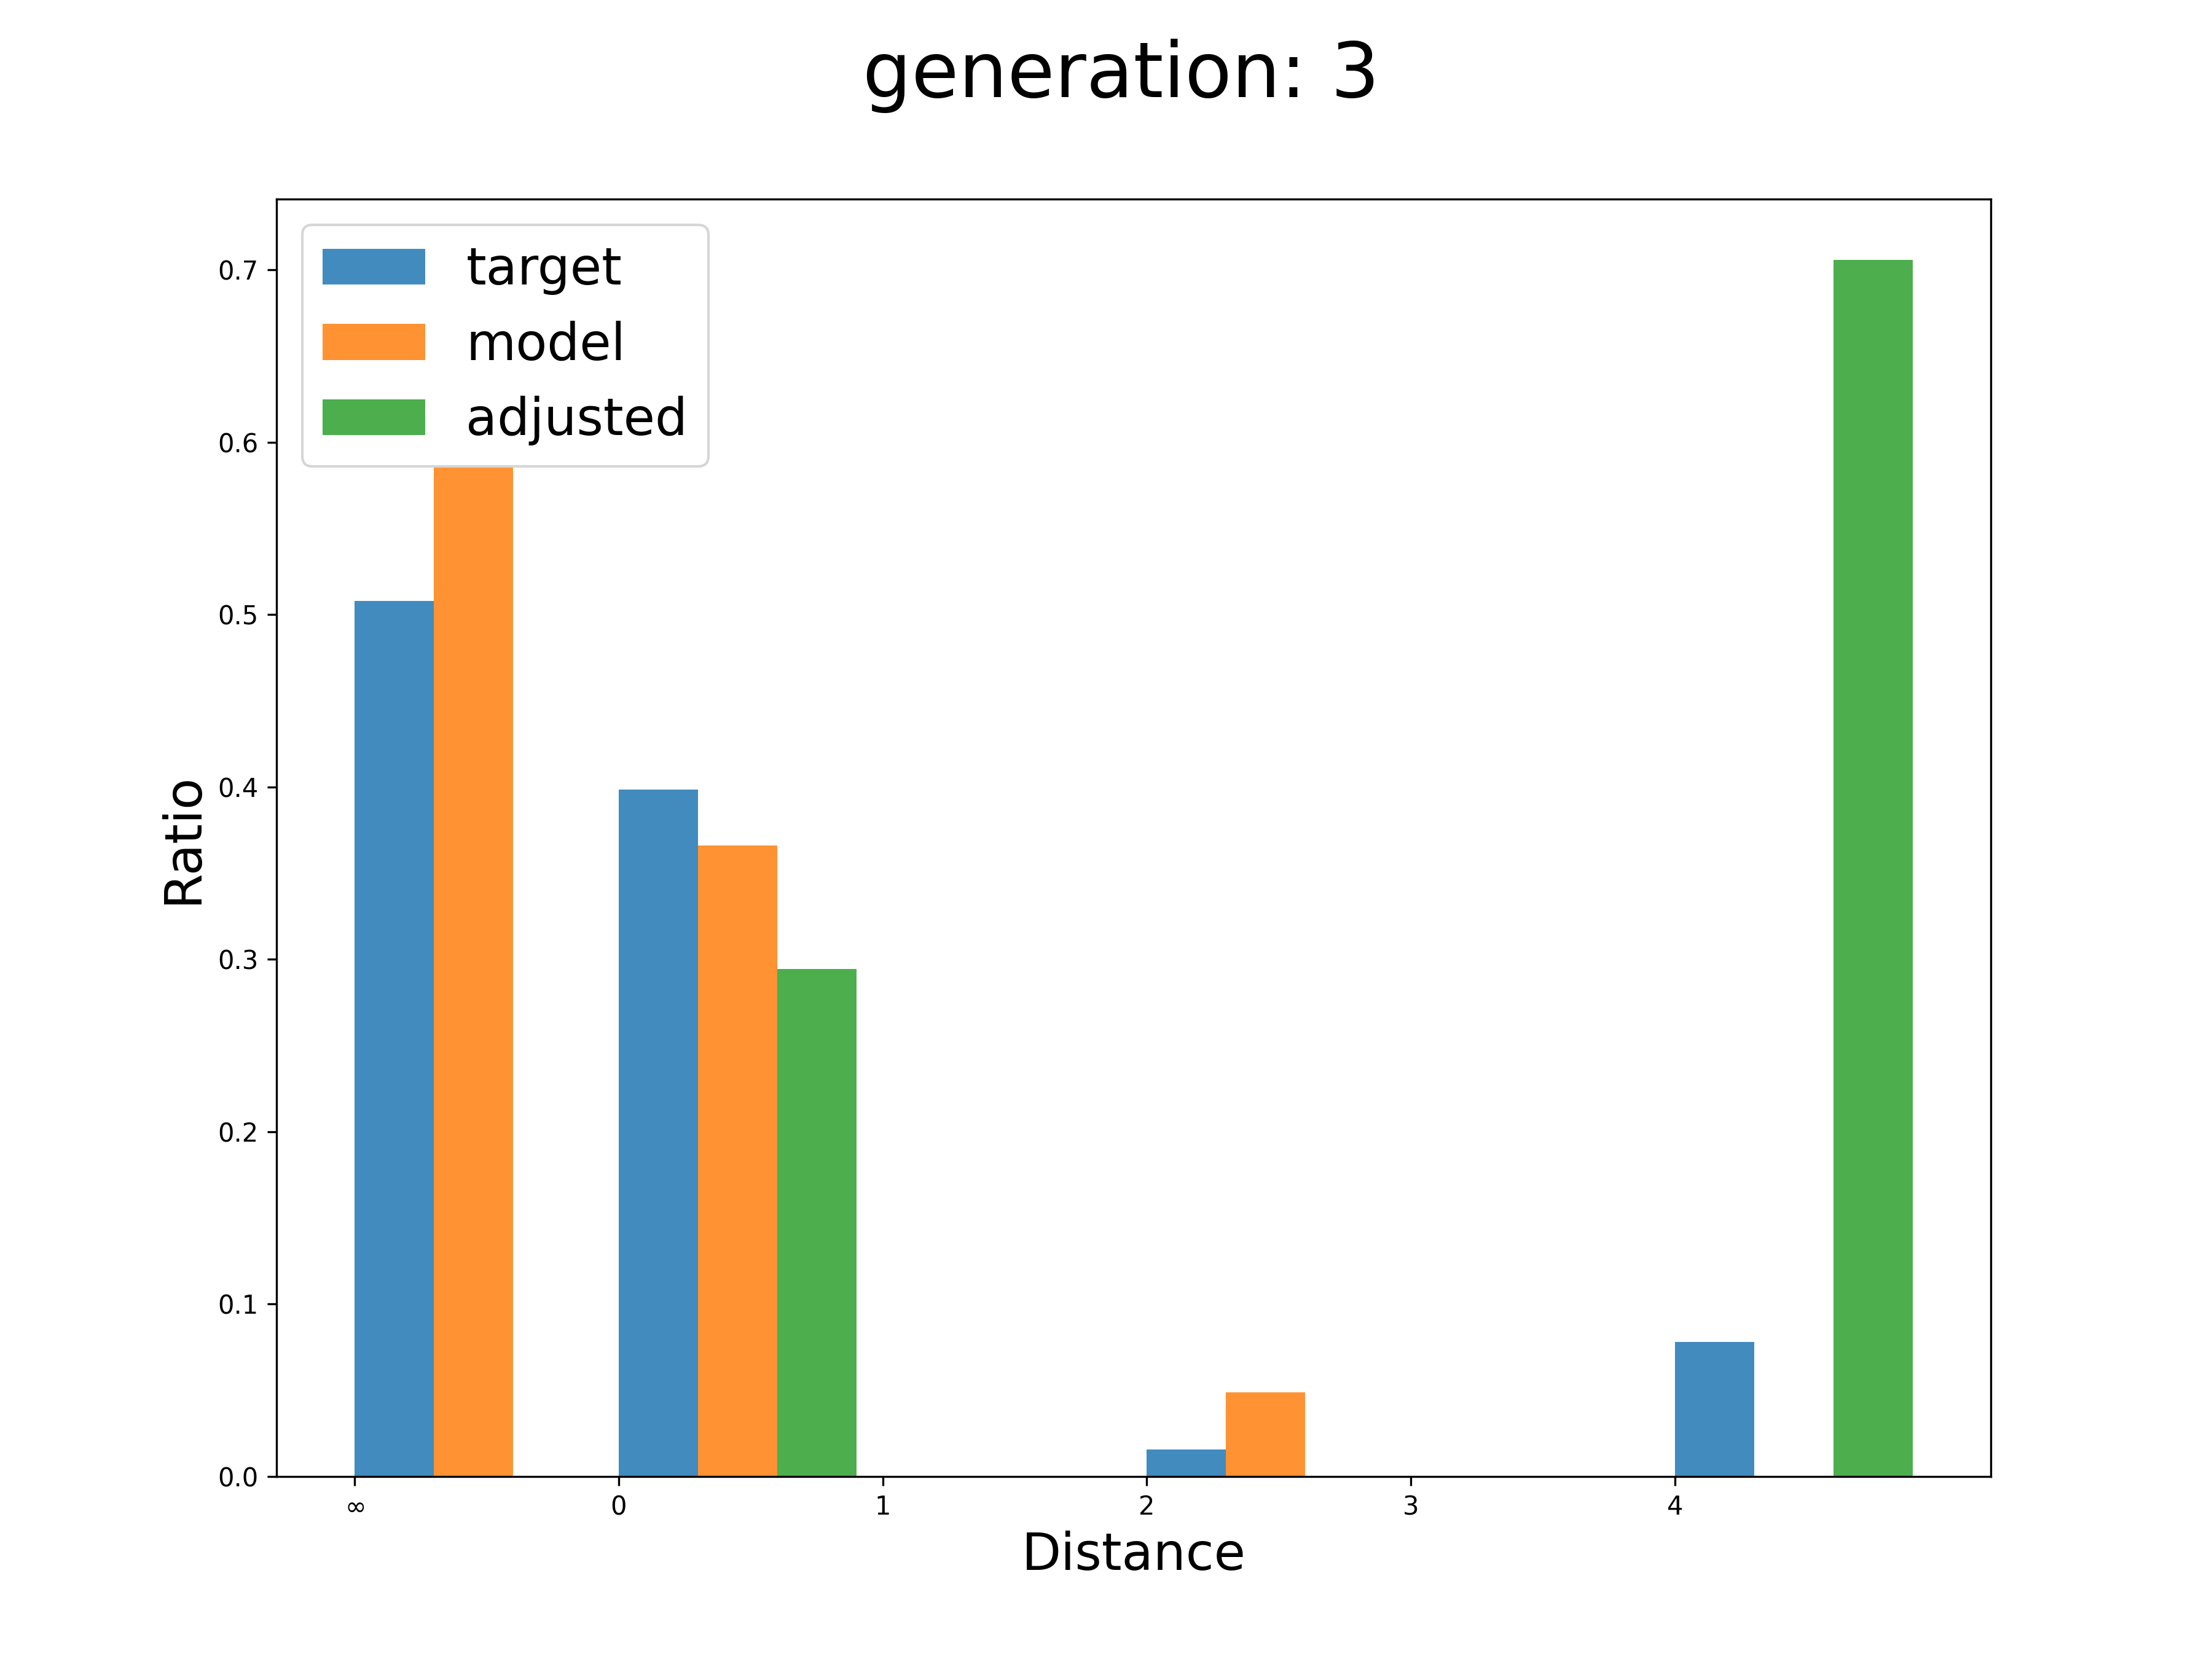 generation: 3
target
model
adjusted
0.7
0.6
0.5
0.4
0.3
0.2
0.1
0.0
Ratio
∞ 0 1 2 3 4
Distance